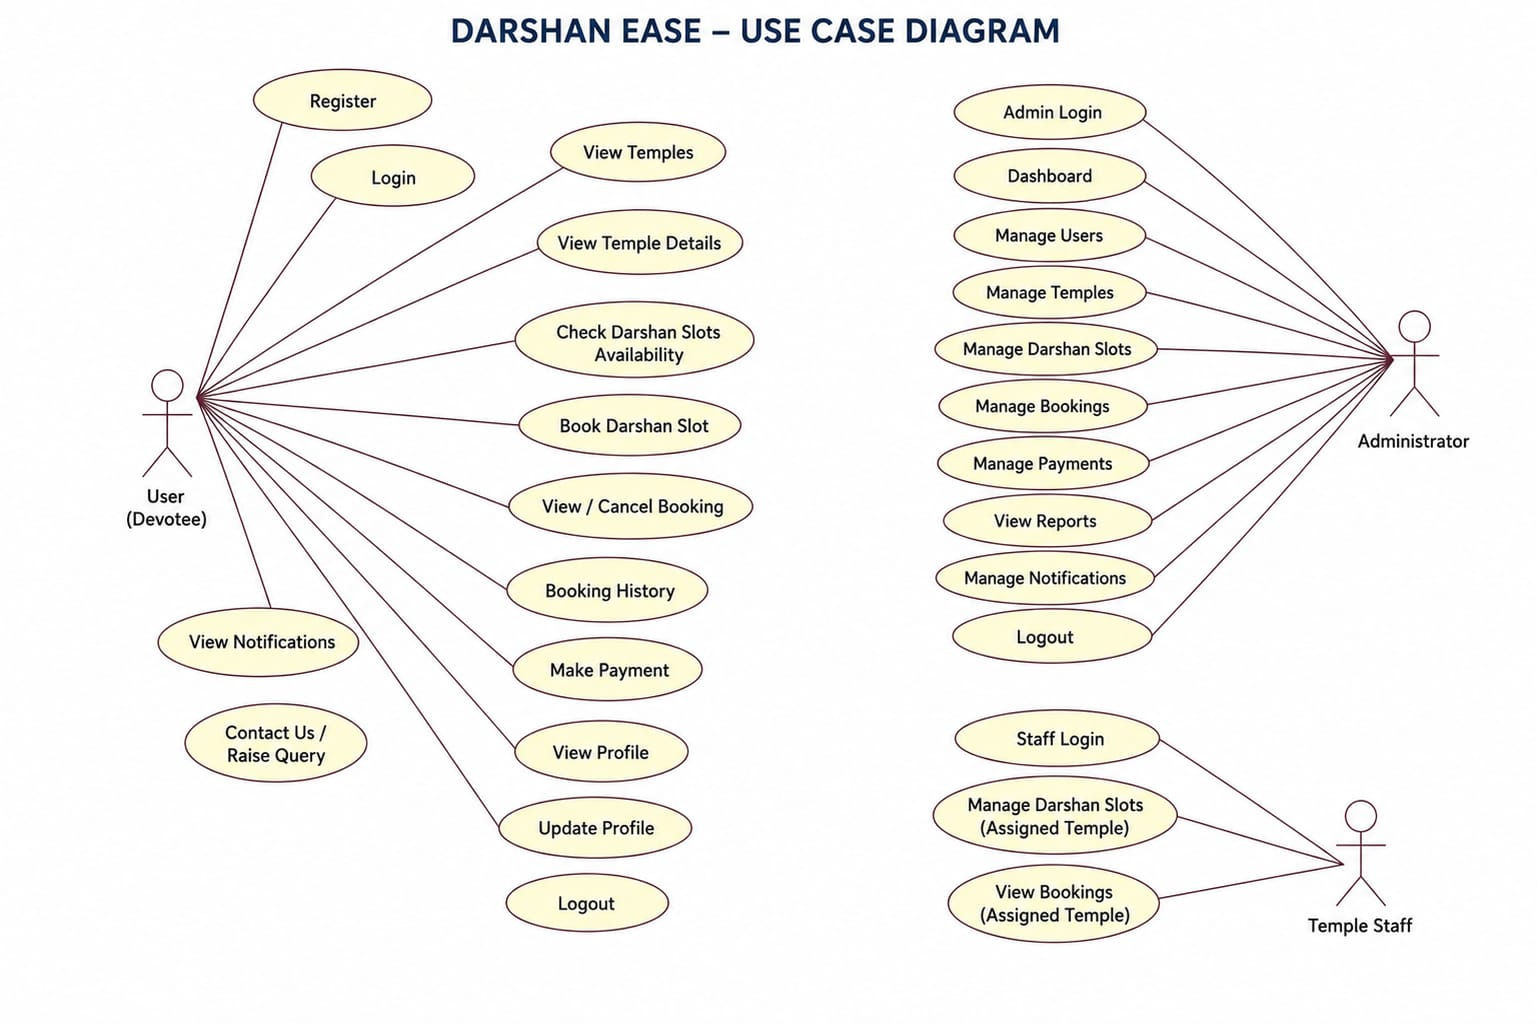 DARSHAN EASE – USE CASE DIAGRAM
Register
Login
View Temples
View Temple Details
Check Darshan Slots
Availability
Book Darshan Slot
View / Cancel Booking
Booking History
Make Payment
View Profile
Update Profile
Logout
User
(Devotee)
View Notifications
Contact Us /
Raise Query
Admin Login
Dashboard
Manage Users
Manage Temples
Manage Darshan Slots
Manage Bookings
Manage Payments
View Reports
Manage Notifications
Logout
Administrator
Staff Login
Manage Darshan Slots
(Assigned Temple)
View Bookings
(Assigned Temple)
Temple Staff